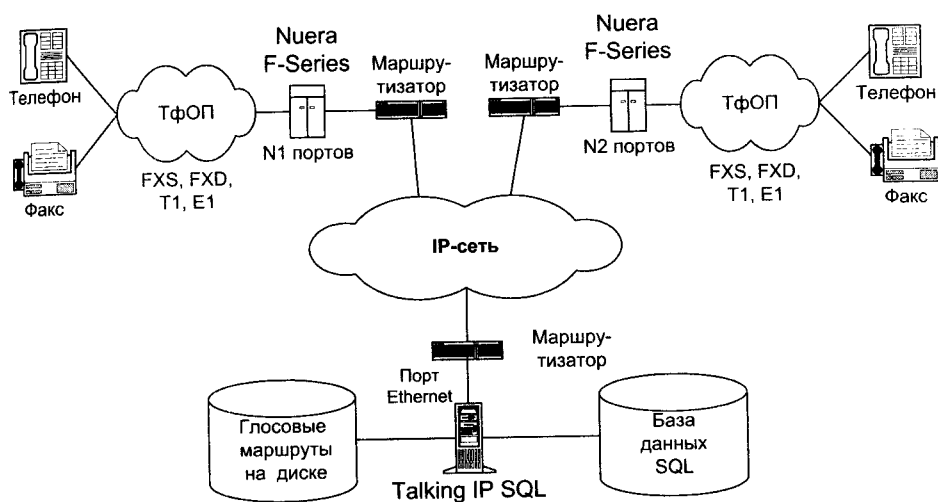 Nuera
F-Series
Маршру-
тизатор
Телефон
ТфОП
N1 портов
Факс
FXS, FXD,
T1, E1
Nuera
F-Series
Маршру-
тизатор
ТфОП
Телефон
N2 портов
FXS, FXD,
T1, E1
Факс
IP-сеть
Маршру-
тизатор
Порт
Ethernet
Глосовые
маршруты
на диске
База
данных
SQL
Talking IP SQL